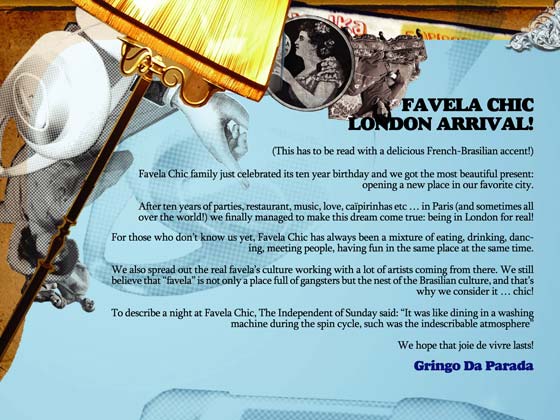 FAVELA CHIC
LONDON ARRIVAL!
(This has to be read with a delicious French-Brasilian accent!)
Favela Chic family just celebrated its ten year birthday and we got the most beautiful present:
opening a new place in our favorite city.
After ten years of parties, restaurant, music, love, caïpirinhas etc … in Paris (and sometimes all
over the world!) we finally managed to make this dream come true: being in London for real!
For those who don't know us yet, Favela Chic has always been a mixture of eating, drinking, danc-
ing, meeting people, having fun in the same place at the same time.
We also spread out the real favela's culture working with a lot of artists coming from there. We still
believe that "favela" is not only a place full of gangsters but the nest of the Brasilian culture, and that's
why we consider it … chic!
To describe a night at Favela Chic, The Independent of Sunday said: "It was like dining in a washing
machine during the spin cycle, such was the indescribable atmosphere"
We hope that joie de vivre lasts!
Gringo Da Parada